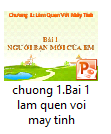 Chương 1: Làm Quen Với Máy Tính
Bài 1
NGƯỜI BẠN MỚI CỦA EM
P
chuong 1.Bai 1
lam quen voi
may tinh